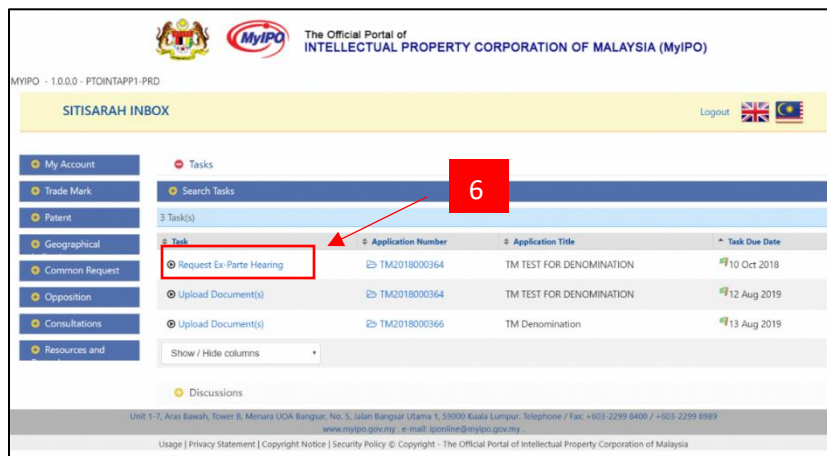 MyIPO
The Official Portal of
INTELLECTUAL PROPERTY CORPORATION OF MALAYSIA (MyIPO)
MYIPO - 1.0.0.0 - PTOINTAPP1-PRD
SITISARAH INBOX
Logout
My Account
Tasks
Trade Mark
Search Tasks
6
Patent
3 Task(s)
Geographical
Task Application Number Application Title Task Due Date
Common Request
Request Ex-Parte Hearing TM2018000364 TM TEST FOR DENOMINATION 10 Oct 2018
Opposition
Upload Document(s) TM2018000364 TM TEST FOR DENOMINATION 12 Aug 2019
Consultations
Upload Document(s) TM2018000366 TM Denomination 13 Aug 2019
Resources and
Show / Hide columns
Discussions
Unit 1-7, Aras Bawah, Tower B, Menara UOA Bangsar, No. 5, Jalan Bangsar Utama 1, 59000 Kuala Lumpur. Telephone / Fax: +603-2299 8400 / +603-2299 8989
www.myipo.gov.my . e-mail: iponline@myipo.gov.my .
Usage | Privacy Statement | Copyright Notice | Security Policy © Copyright - The Official Portal of Intellectual Property Corporation of Malaysia